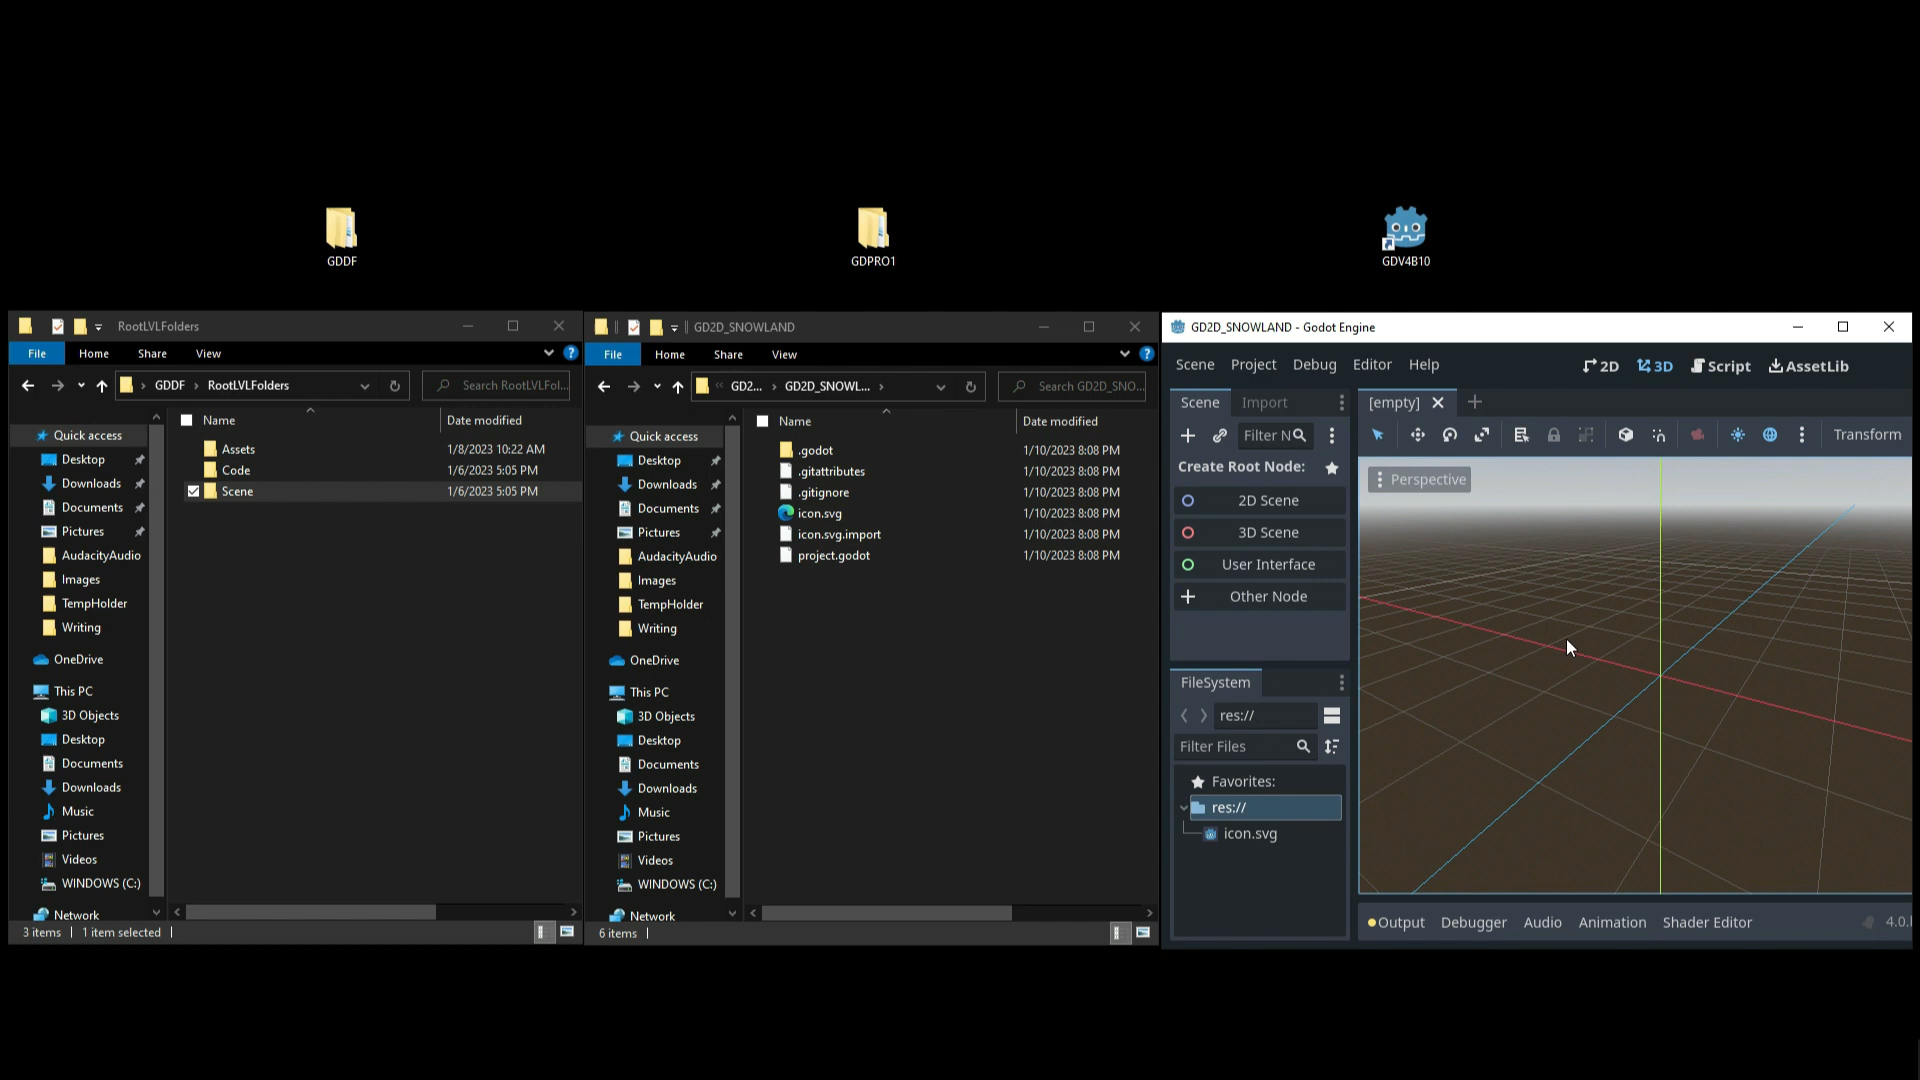 GDDF
GDPRO1
GDV4B10
RootLVLFolders
File Home Share View
GDDF RootLVLFolders
Search RootLVLFol...
Name Date modified
Quick access
Desktop
Downloads
Documents
Pictures
AudacityAudio
Images
TempHolder
Writing
OneDrive
This PC
3D Objects
Desktop
Documents
Downloads
Music
Pictures
Videos
WINDOWS (C:)
Network
Assets 1/8/2023 10:22 AM
Code 1/6/2023 5:05 PM
Scene 1/6/2023 5:05 PM
3 items 1 item selected
GD2D_SNOWLAND
File Home Share View
GD2... GD2D_SNOWL...
Search GD2D_SNO...
Name Date modified
Quick access
Desktop
Downloads
Documents
Pictures
AudacityAudio
Images
TempHolder
Writing
OneDrive
This PC
3D Objects
Desktop
Documents
Downloads
Music
Pictures
Videos
WINDOWS (C:)
Network
.godot 1/10/2023 8:08 PM
.gitattributes 1/10/2023 8:08 PM
.gitignore 1/10/2023 8:08 PM
icon.svg 1/10/2023 8:08 PM
icon.svg.import 1/10/2023 8:08 PM
project.godot 1/10/2023 8:08 PM
6 items
GD2D_SNOWLAND - Godot Engine
Scene Project Debug Editor Help
2D 3D Script AssetLib
Scene Import
Filter N
Create Root Node:
2D Scene
3D Scene
User Interface
Other Node
FileSystem
res://
Filter Files
Favorites:
res://
icon.svg
[empty]
Transform
Perspective
Output Debugger Audio Animation Shader Editor
4.0.